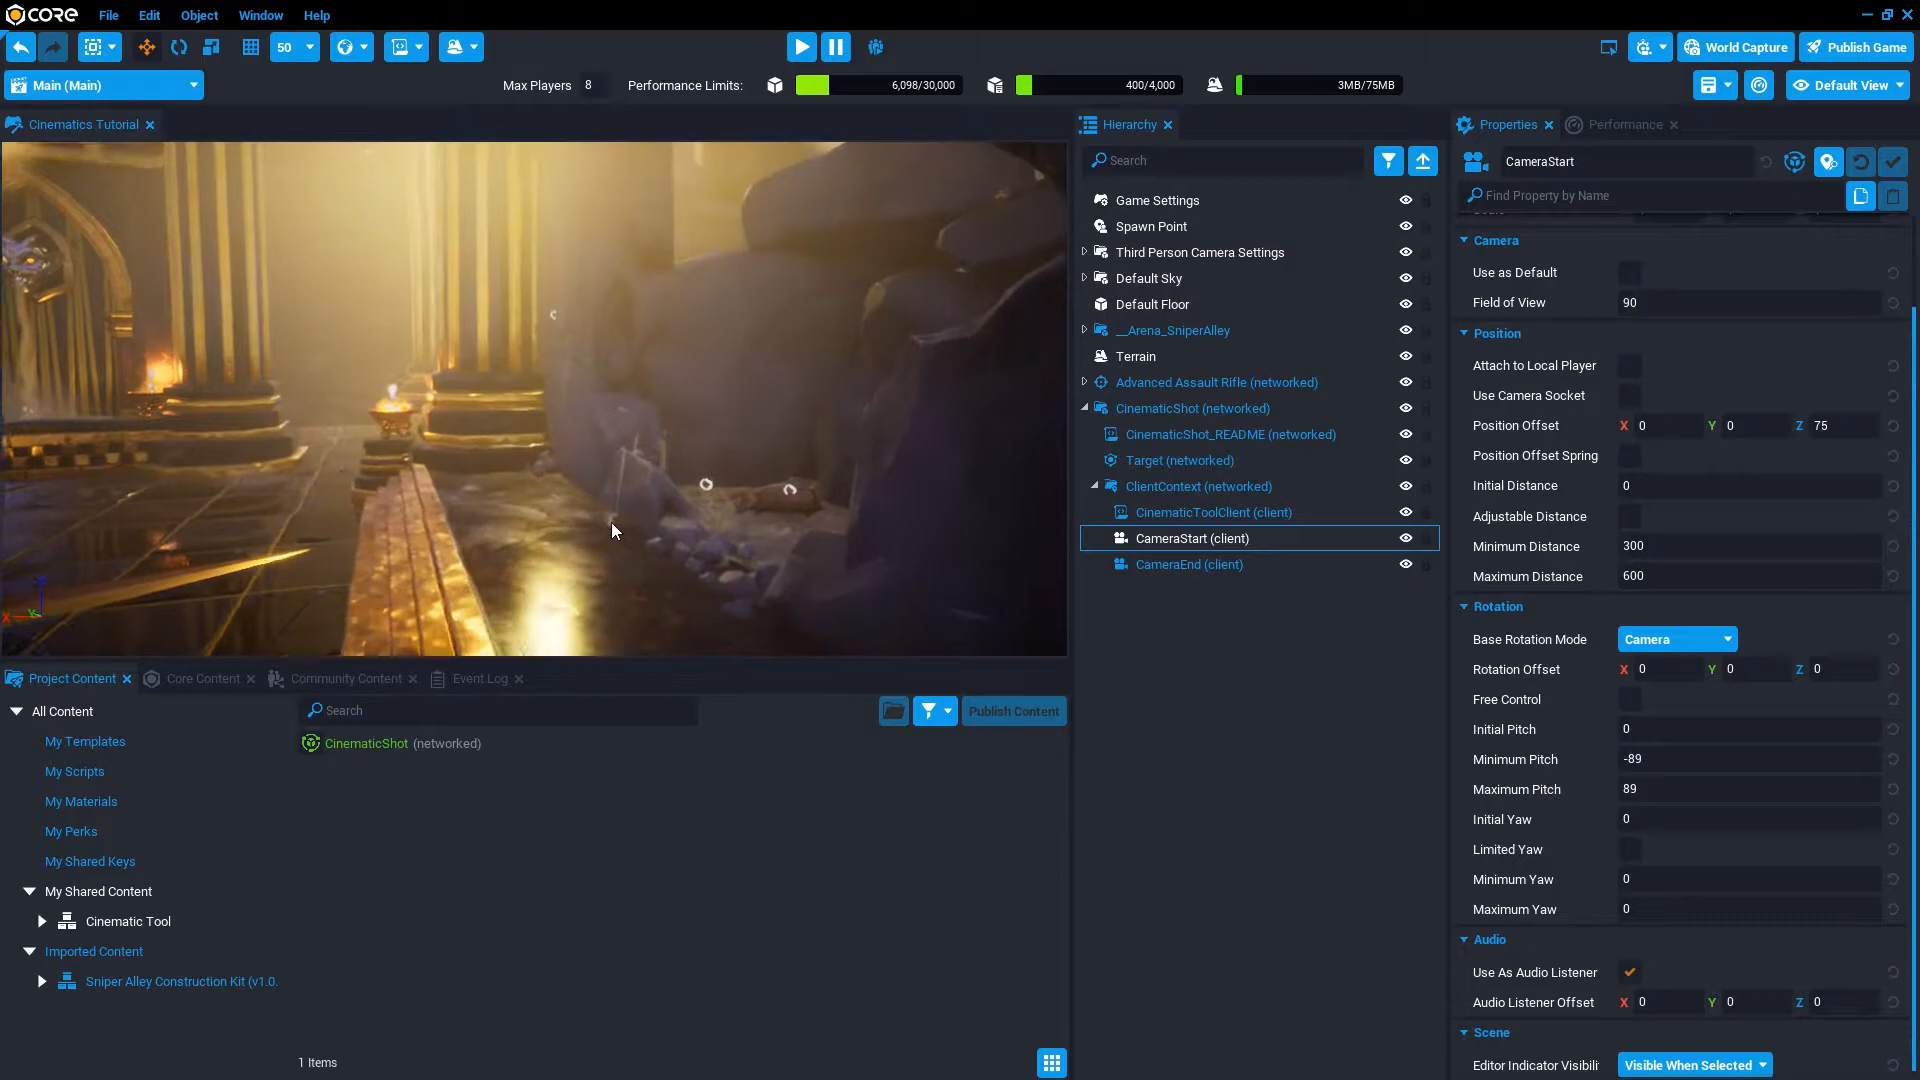 CORE
File Edit Object Window Help
50
World Capture
Publish Game
Main (Main)
Max Players 8
Performance Limits:
6,098/30,000
400/4,000
3MB/75MB
Default View
Cinematics Tutorial
X
Y
Hierarchy
Search
Game Settings
Spawn Point
Third Person Camera Settings
Default Sky
Default Floor
__Arena_SniperAlley
Terrain
Advanced Assault Rifle (networked)
CinematicShot (networked)
CinematicShot_README (networked)
Target (networked)
ClientContext (networked)
CinematicToolClient (client)
CameraStart (client)
CameraEnd (client)
Properties
Performance
CameraStart
Find Property by Name
Camera
Use as Default
Field of View 90
Position
Attach to Local Player
Use Camera Socket
Position Offset X 0 Y 0 Z 75
Position Offset Spring
Initial Distance 0
Adjustable Distance
Minimum Distance 300
Maximum Distance 600
Rotation
Base Rotation Mode Camera
Rotation Offset X 0 Y 0 Z 0
Free Control
Initial Pitch 0
Minimum Pitch -89
Maximum Pitch 89
Initial Yaw 0
Limited Yaw
Minimum Yaw 0
Maximum Yaw 0
Audio
Use As Audio Listener
Audio Listener Offset X 0 Y 0 Z 0
Scene
Editor Indicator Visibili Visible When Selected
Project Content
Core Content
Community Content
Event Log
All Content
My Templates
My Scripts
My Materials
My Perks
My Shared Keys
My Shared Content
Cinematic Tool
Imported Content
Sniper Alley Construction Kit (v1.0.
Search
Publish Content
CinematicShot (networked)
1 Items